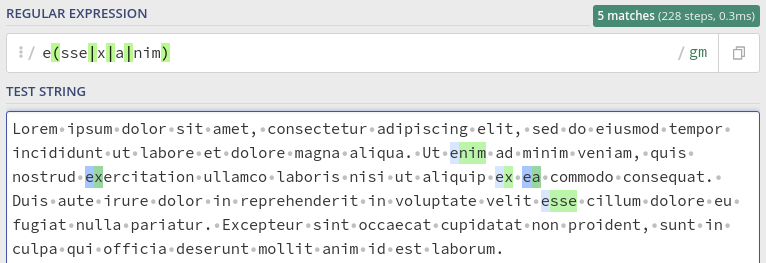 REGULAR EXPRESSION
5 matches (228 steps, 0.3ms)
/ e(sse|x|a|nim) / gm
TEST STRING
Lorem·ipsum·dolor·sit·amet,·consectetur·adipiscing·elit,·sed·do·eiusmod·tempor·
incididunt·ut·labore·et·dolore·magna·aliqua.·Ut·enim·ad·minim·veniam,·quis·
nostrud·exercitation·ullamco·laboris·nisi·ut·aliquip·ex·ea·commodo·consequat.·
Duis·aute·irure·dolor·in·reprehenderit·in·voluptate·velit·esse·cillum·dolore·eu·
fugiat·nulla·pariatur.·Excepteur·sint·occaecat·cupidatat·non·proident,·sunt·in·
culpa·qui·officia·deserunt·mollit·anim·id·est·laborum.